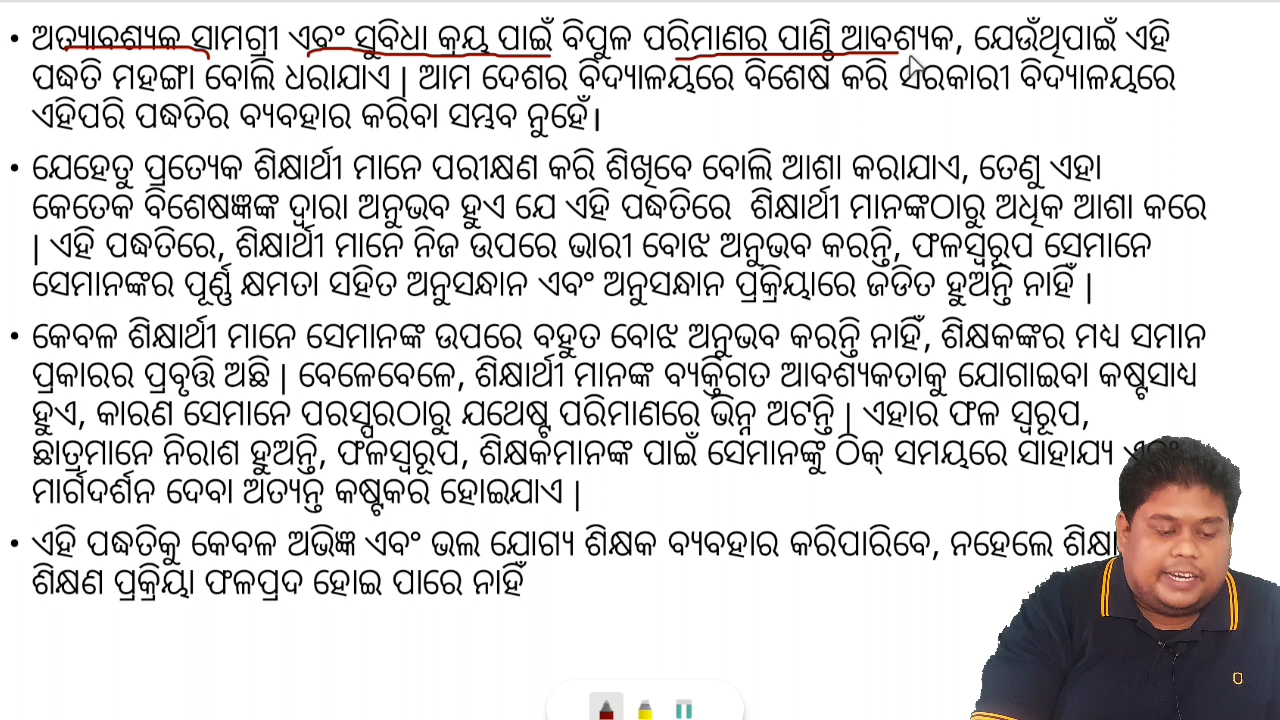 • ଅତ୍ୟାବଶ୍ୟକ ସାମଗ୍ରୀ ଏବଂ ସୁବିଧା କ୍ରୟ ପାଇଁ ବିପୁଳ ପରିମାଣର ପାଣ୍ଠି ଆବଶ୍ୟକ, ଯେଉଁଥିପାଇଁ ଏହି
ପଦ୍ଧତି ମହଙ୍ଗା ବୋଲି ଧରାଯାଏ | ଆମ ଦେଶର ବିଦ୍ୟାଳୟରେ ବିଶେଷ କରି ସରକାରୀ ବିଦ୍ୟାଳୟରେ
ଏହିପରି ପଦ୍ଧତିର ବ୍ୟବହାର କରିବା ସମ୍ଭବ ନୁହେଁ।
• ଯେହେତୁ ପ୍ରତ୍ୟେକ ଶିକ୍ଷାର୍ଥୀ ମାନେ ପରୀକ୍ଷଣ କରି ଶିଖିବେ ବୋଲି ଆଶା କରାଯାଏ, ତେଣୁ ଏହା
କେତେକ ବିଶେଷଜ୍ଞଙ୍କ ଦ୍ୱାରା ଅନୁଭବ ହୁଏ ଯେ ଏହି ପଦ୍ଧତିରେ ଶିକ୍ଷାର୍ଥୀ ମାନଙ୍କଠାରୁ ଅଧିକ ଆଶା କରେ
| ଏହି ପଦ୍ଧତିରେ, ଶିକ୍ଷାର୍ଥୀ ମାନେ ନିଜ ଉପରେ ଭାରୀ ବୋଝ ଅନୁଭବ କରନ୍ତି, ଫଳସ୍ୱରୂପ ସେମାନେ
ସେମାନଙ୍କର ପୂର୍ଣ୍ଣ କ୍ଷମତା ସହିତ ଅନୁସନ୍ଧାନ ଏବଂ ଅନୁସନ୍ଧାନ ପ୍ରକ୍ରିୟାରେ ଜଡିତ ହୁଅନ୍ତି ନାହିଁ |
• କେବଳ ଶିକ୍ଷାର୍ଥୀ ମାନେ ସେମାନଙ୍କ ଉପରେ ବହୁତ ବୋଝ ଅନୁଭବ କରନ୍ତି ନାହିଁ, ଶିକ୍ଷକଙ୍କର ମଧ୍ୟ ସମାନ
ପ୍ରକାରର ପ୍ରବୃତ୍ତି ଅଛି | ବେଳେବେଳେ, ଶିକ୍ଷାର୍ଥୀ ମାନଙ୍କ ବ୍ୟକ୍ତିଗତ ଆବଶ୍ୟକତାକୁ ଯୋଗାଇବା କଷ୍ଟସାଧ୍ୟ
ହୁଏ, କାରଣ ସେମାନେ ପରସ୍ପରଠାରୁ ଯଥେଷ୍ଟ ପରିମାଣରେ ଭିନ୍ନ ଅଟନ୍ତି | ଏହାର ଫଳ ସ୍ୱରୂପ,
ଛାତ୍ରମାନେ ନିରାଶ ହୁଅନ୍ତି, ଫଳସ୍ୱରୂପ, ଶିକ୍ଷକମାନଙ୍କ ପାଇଁ ସେମାନଙ୍କୁ ଠିକ୍ ସମୟରେ ସାହାଯ୍ୟ
ମାର୍ଗଦର୍ଶନ ଦେବା ଅତ୍ୟନ୍ତ କଷ୍ଟକର ହୋଇଯାଏ |
• ଏହି ପଦ୍ଧତିକୁ କେବଳ ଅଭିଜ୍ଞ ଏବଂ ଭଲ ଯୋଗ୍ୟ ଶିକ୍ଷକ ବ୍ୟବହାର କରିପାରିବେ, ନହେଲେ
ଶିକ୍ଷଣ ପ୍ରକ୍ରିୟା ଫଳପ୍ରଦ ହୋଇ ପାରେ ନାହିଁ